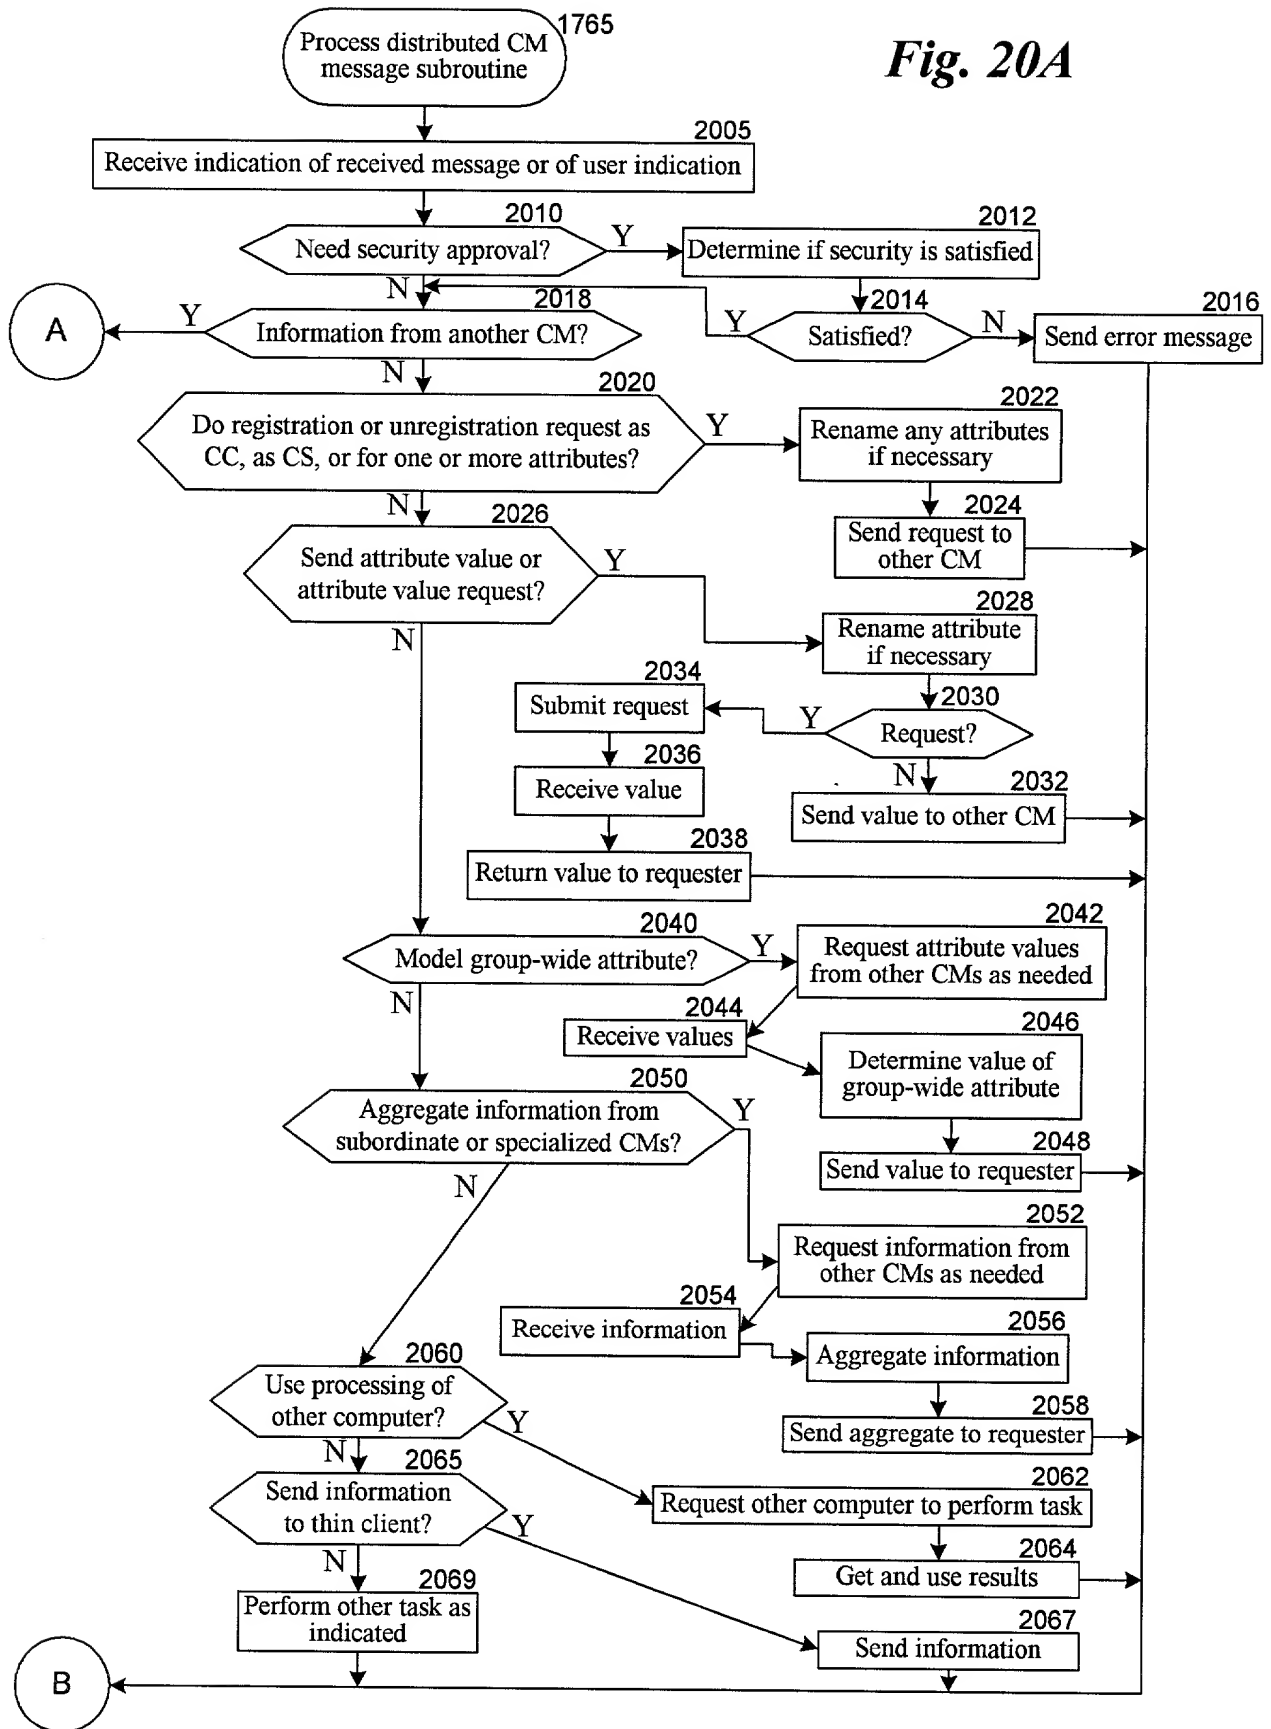 1765
Process distributed CM
message subroutine
Fig. 20A
2005
Receive indication of received message or of user indication
2010
Need security approval?
Y
2012
Determine if security is satisfied
N
2018
2014
2016
A
Y
Information from another CM?
Y
Satisfied?
N
Send error message
N
2020
Do registration or unregistration request as
CC, as CS, or for one or more attributes?
Y
2022
Rename any attributes
if necessary
N
2024
Send request to
other CM
2026
Send attribute value or
attribute value request?
Y
2028
Rename attribute
if necessary
N
2034
Submit request
2030
Y
Request?
2036
Receive value
N
2032
Send value to other CM
2038
Return value to requester
2040
Model group-wide attribute?
Y
2042
Request attribute values
from other CMs as needed
N
2044
Receive values
2046
Determine value of
group-wide attribute
2050
Aggregate information from
subordinate or specialized CMs?
Y
2048
Send value to requester
N
2052
Request information from
other CMs as needed
2054
Receive information
2056
Aggregate information
2060
Use processing of
other computer?
Y
2058
Send aggregate to requester
N
2065
Send information
to thin client?
Y
2062
Request other computer to perform task
2064
Get and use results
N
2069
Perform other task as
indicated
2067
Send information
B